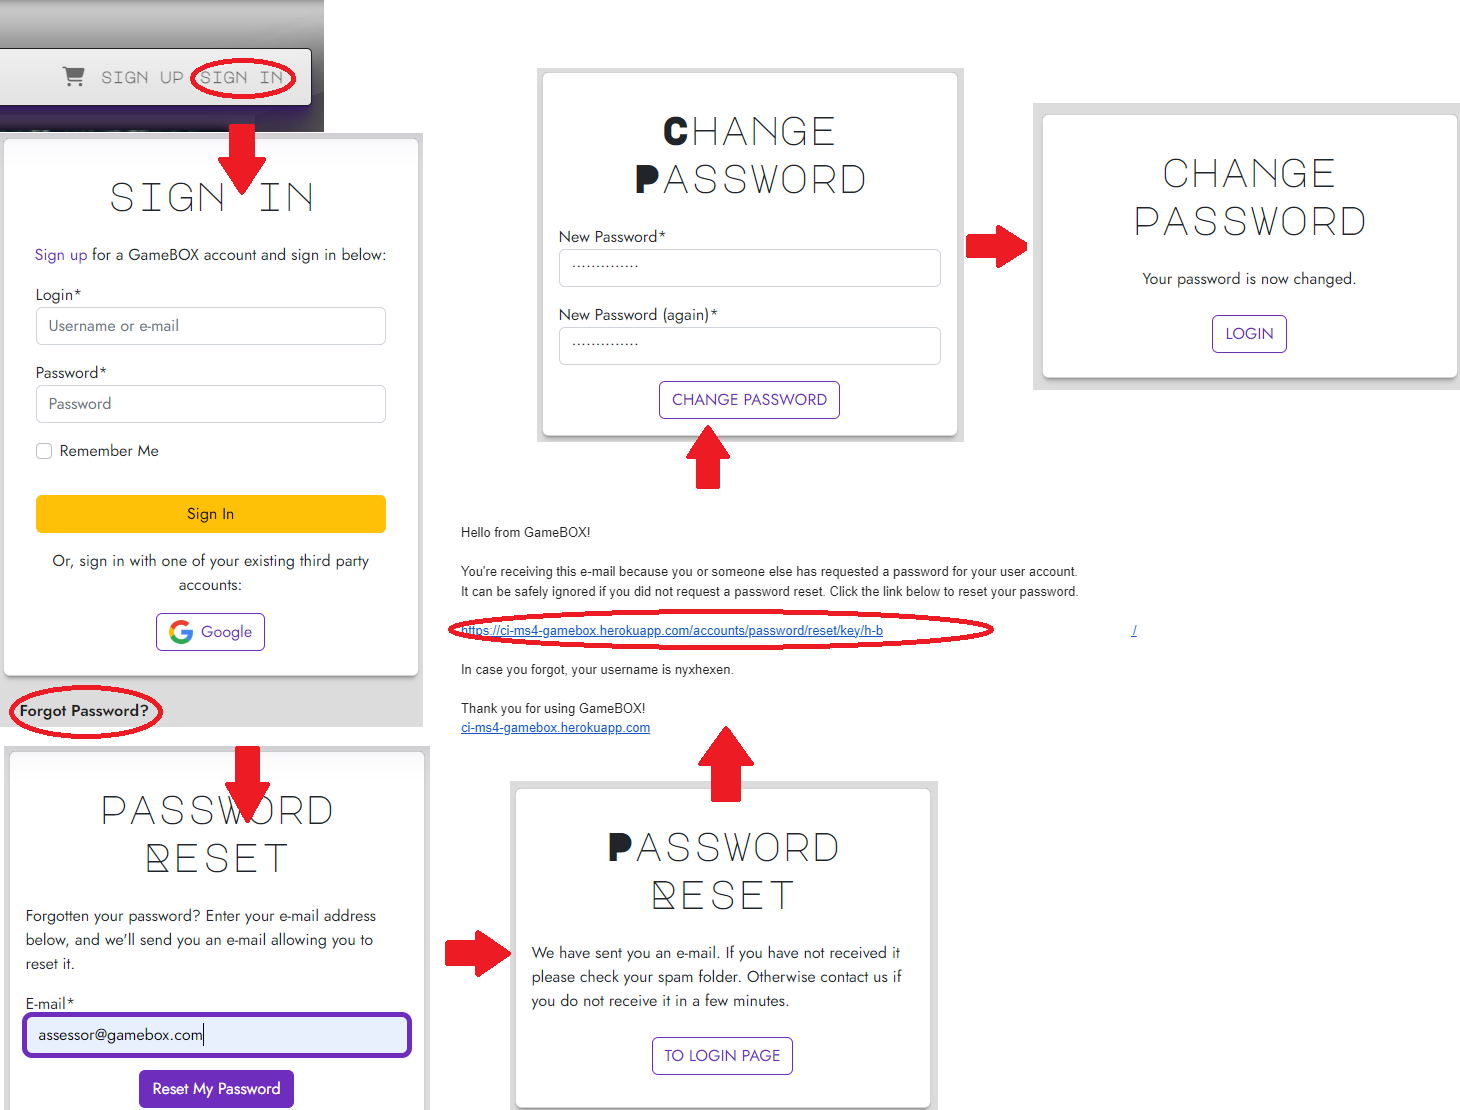 SIGN UP SIGN IN
SIGN IN
Sign up for a GameBOX account and sign in below:
Login*
Username or e-mail
Password*
Password
Remember Me
Sign In
Or, sign in with one of your existing third party
accounts:
Google
Forgot Password?
PASSWORD
RESET
Forgotten your password? Enter your e-mail address
below, and we'll send you an e-mail allowing you to
reset it.
E-mail*
assessor@gamebox.com
Reset My Password
PASSWORD
RESET
We have sent you an e-mail. If you have not received it
please check your spam folder. Otherwise contact us if
you do not receive it in a few minutes.
TO LOGIN PAGE
Hello from GameBOX!
You're receiving this e-mail because you or someone else has requested a password for your user account.
It can be safely ignored if you did not request a password reset. Click the link below to reset your password.
https://ci-ms4-gamebox.herokuapp.com/accounts/password/reset/key/h-b /
In case you forgot, your username is nyxhexen.
Thank you for using GameBOX!
ci-ms4-gamebox.herokuapp.com
CHANGE
PASSWORD
New Password*
New Password (again)*
CHANGE PASSWORD
CHANGE
PASSWORD
Your password is now changed.
LOGIN